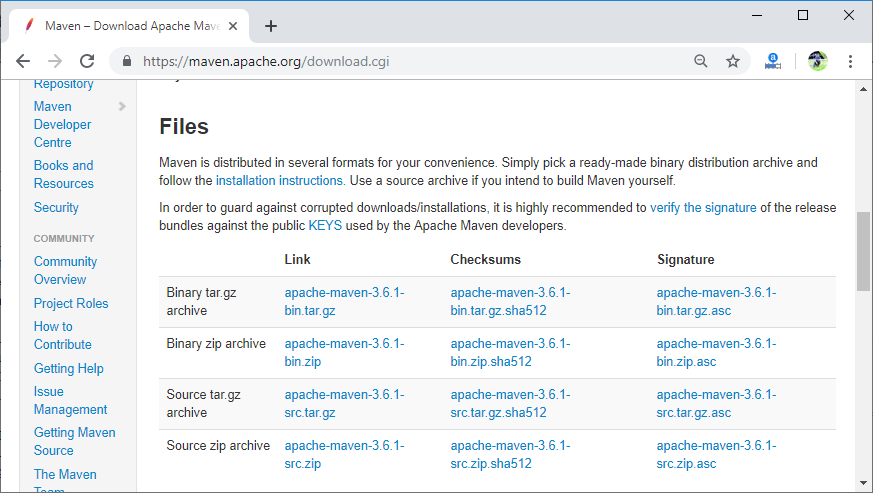 Maven – Download Apache Mave
https://maven.apache.org/download.cgi
Repository
Maven
Developer
Centre
Books and
Resources
Security
COMMUNITY
Community
Overview
Project Roles
How to
Contribute
Getting Help
Issue
Management
Getting Maven
Source
The Maven
Team
Files
Maven is distributed in several formats for your convenience. Simply pick a ready-made binary distribution archive and
follow the installation instructions. Use a source archive if you intend to build Maven yourself.
In order to guard against corrupted downloads/installations, it is highly recommended to verify the signature of the release
bundles against the public KEYS used by the Apache Maven developers.
Link Checksums Signature
Binary tar.gz apache-maven-3.6.1- apache-maven-3.6.1- apache-maven-3.6.1-
archive bin.tar.gz bin.tar.gz.sha512 bin.tar.gz.asc
Binary zip archive apache-maven-3.6.1- apache-maven-3.6.1- apache-maven-3.6.1-
bin.zip bin.zip.sha512 bin.zip.asc
Source tar.gz apache-maven-3.6.1- apache-maven-3.6.1- apache-maven-3.6.1-
archive src.tar.gz src.tar.gz.sha512 src.tar.gz.asc
Source zip archive apache-maven-3.6.1- apache-maven-3.6.1- apache-maven-3.6.1-
src.zip src.zip.sha512 src.zip.asc